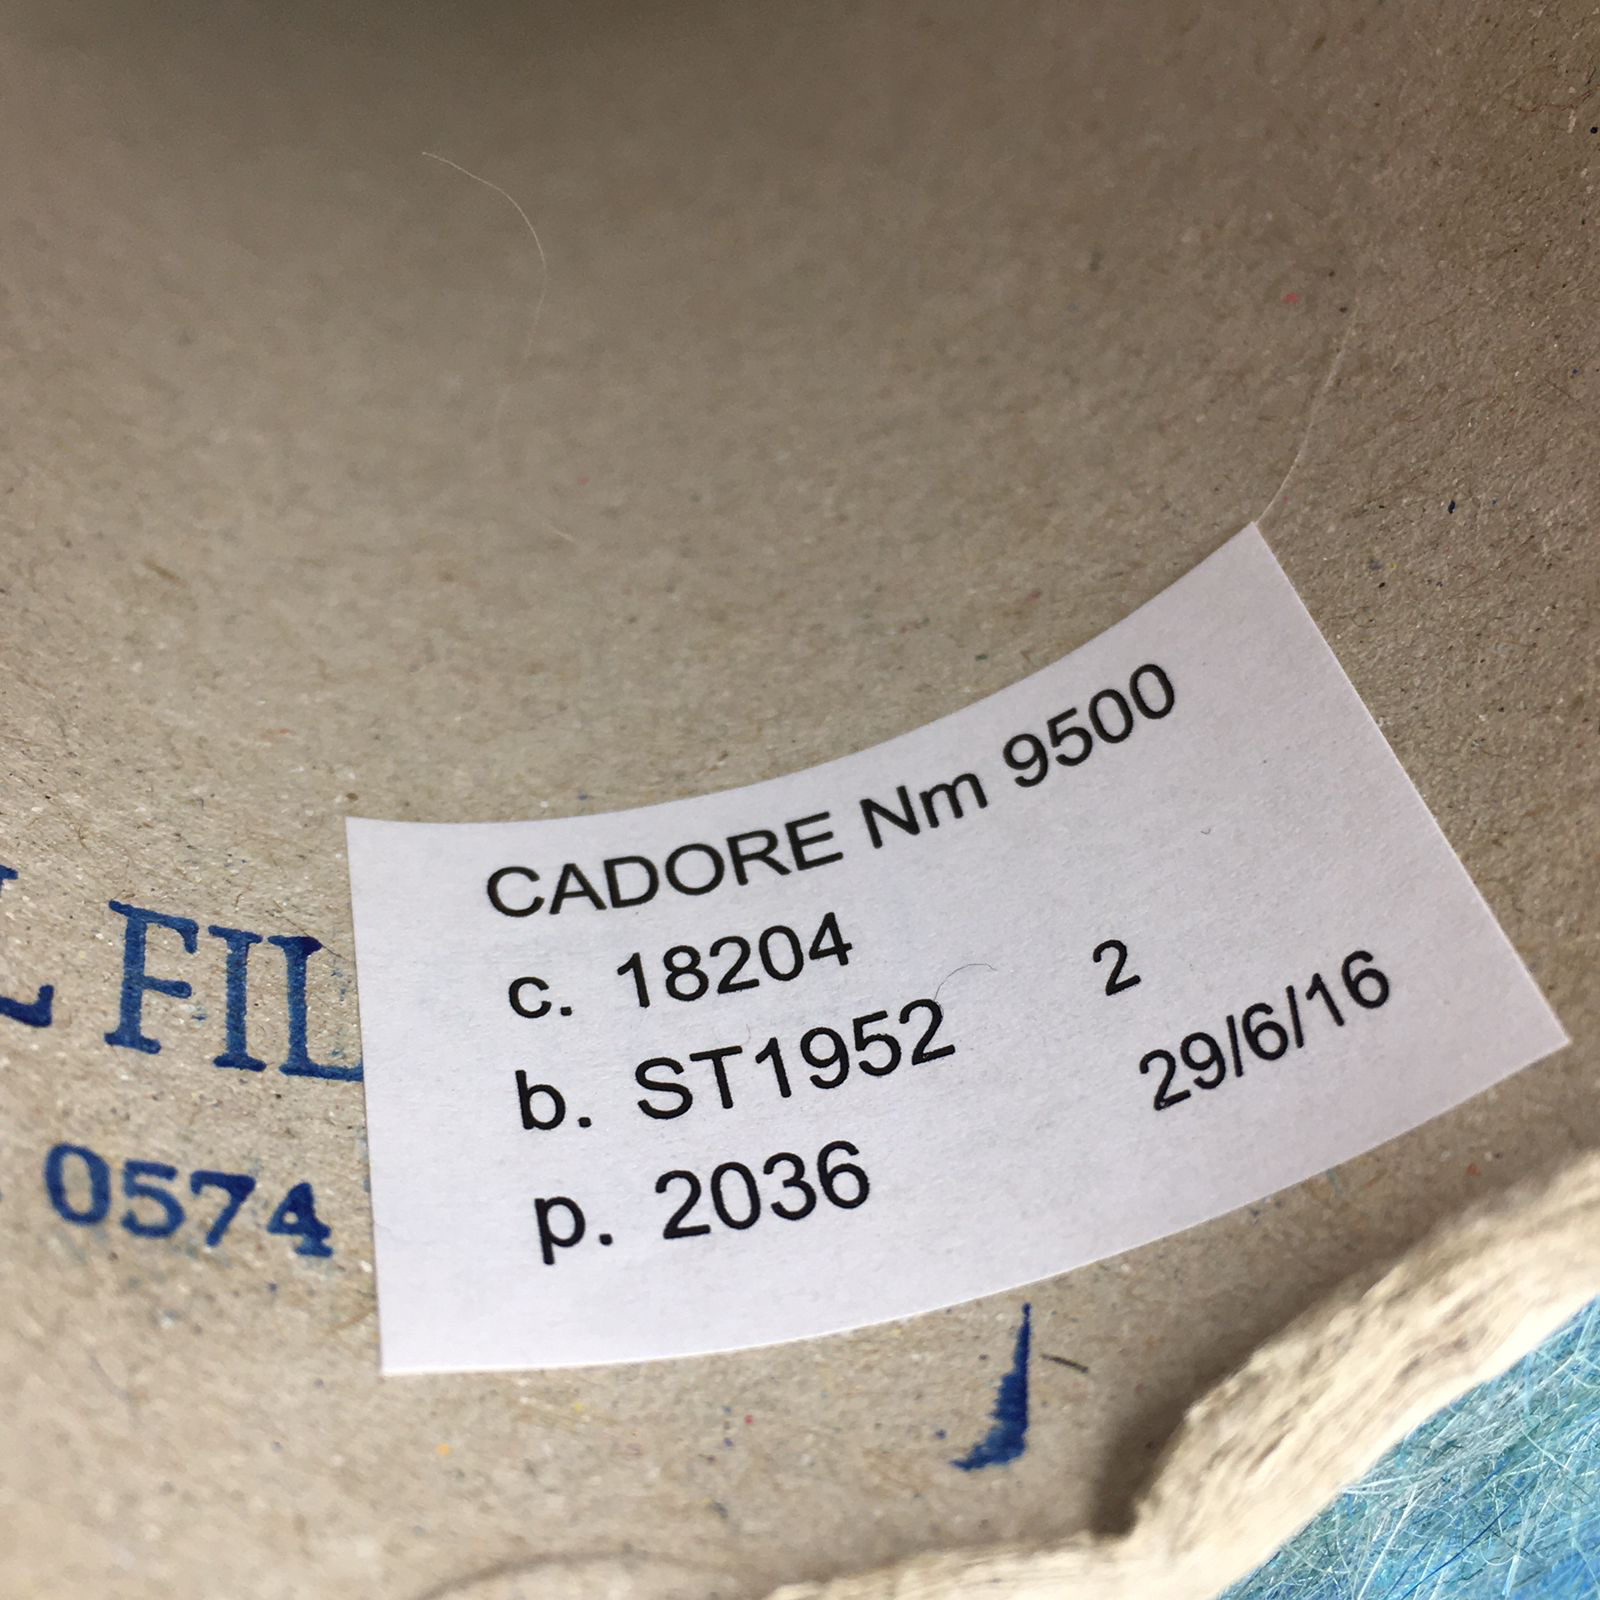 CADORE Nm 9500
c. 18204 2
b. ST1952 29/6/16
p. 2036
FIL
0574